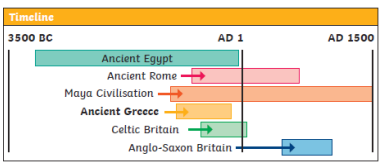 Timeline
3500 BC AD 1 AD 1500
Ancient Egypt
Ancient Rome
Maya Civilisation
Ancient Greece
Celtic Britain
Anglo-Saxon Britain